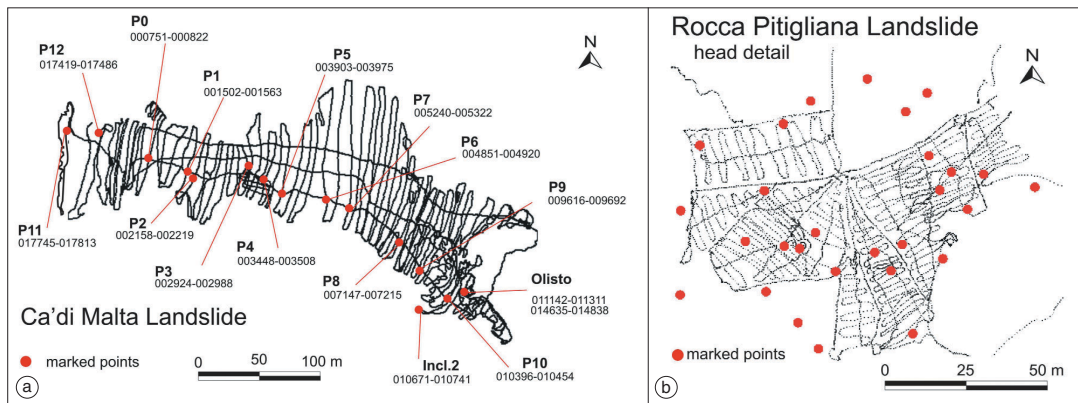 P0
000751-000822
P12
017419-017486
P1
001502-001563
P5
003903-003975
N
P7
005240-005322
P6
004851-004920
P9
009616-009692
P11
017745-017813
P2
002158-002219
P3
002924-002988
P4
003448-003508
P8
007147-007215
Olisto
011142-011311
014635-014838
Incl.2
010671-010741
P10
010396-010454
Ca'di Malta Landslide
marked points
0 50 100 m
a
Rocca Pitigliana Landslide
head detail
N
marked points
0 25 50 m
b